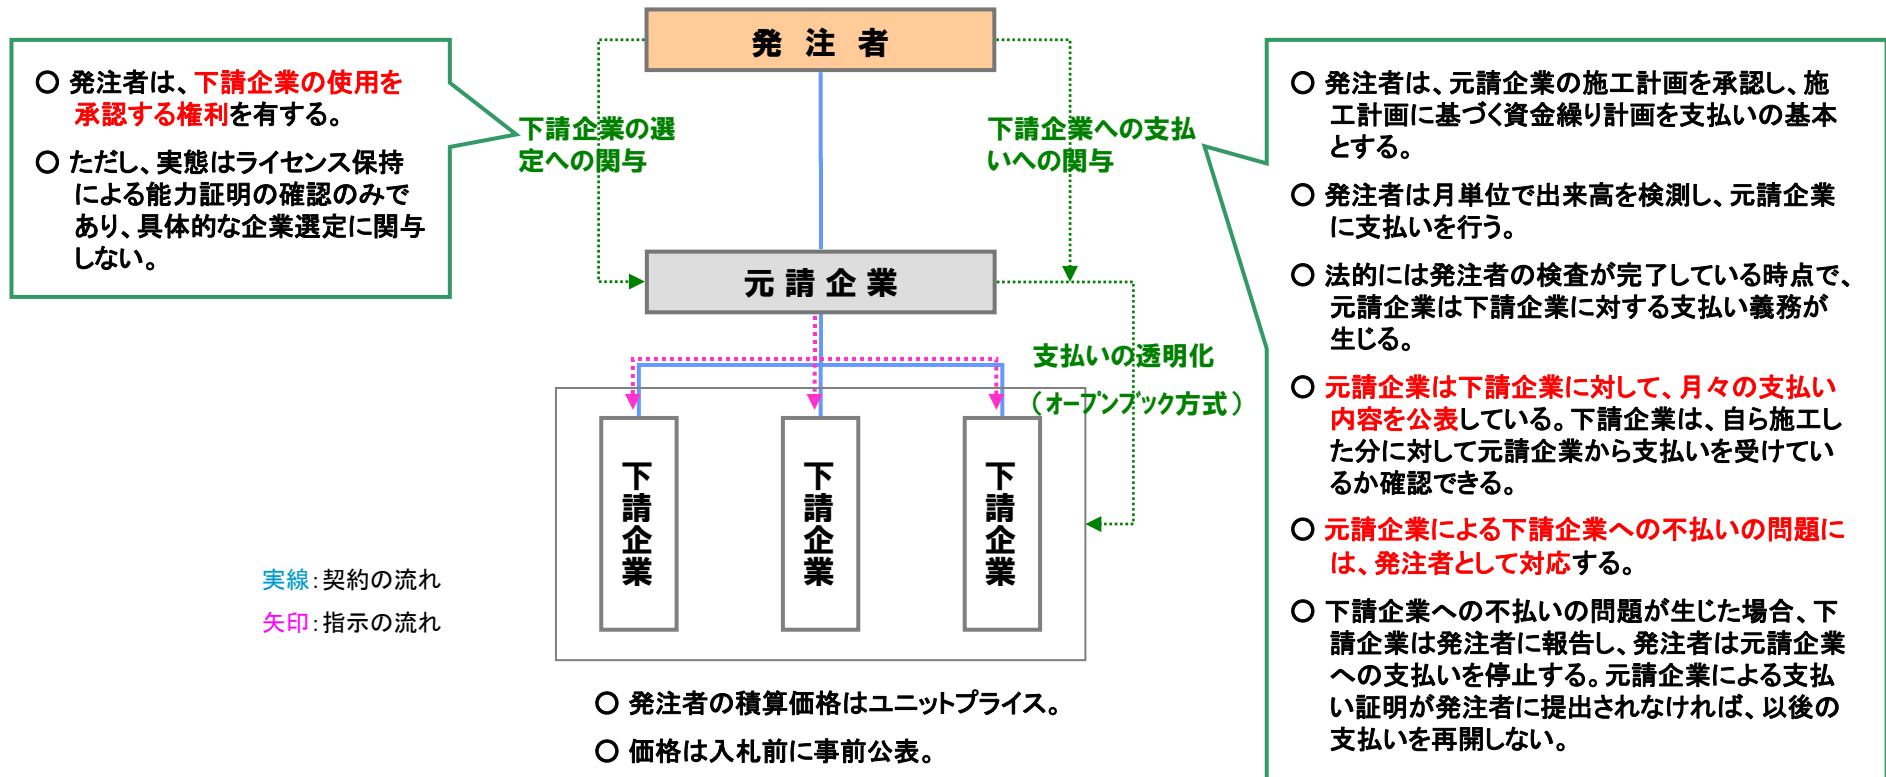 発 注 者
○ 発注者は、下請企業の使用を
承認する権利を有する。
○ ただし、実態はライセンス保持
による能力証明の確認のみで
あり、具体的な企業選定に関与
しない。
下請企業の選
定への関与
下請企業への支払
いへの関与
元 請 企 業
支払いの透明化
（オープンブック方式）
下請企業
下請企業
下請企業
実線：契約の流れ
矢印：指示の流れ
○ 発注者の積算価格はユニットプライス。
○ 価格は入札前に事前公表。
○ 発注者は、元請企業の施工計画を承認し、施
工計画に基づく資金繰り計画を支払いの基本
とする。
○ 発注者は月単位で出来高を検測し、元請企業
に支払いを行う。
○ 法的には発注者の検査が完了している時点で、
元請企業は下請企業に対する支払い義務が
生じる。
○ 元請企業は下請企業に対して、月々の支払い
内容を公表している。下請企業は、自ら施工し
た分に対して元請企業から支払いを受けてい
るか確認できる。
○ 元請企業による下請企業への不払いの問題に
は、発注者として対応する。
○ 下請企業への不払いの問題が生じた場合、下
請企業は発注者に報告し、発注者は元請企業
への支払いを停止する。元請企業による支払
い証明が発注者に提出されなければ、以後の
支払いを再開しない。